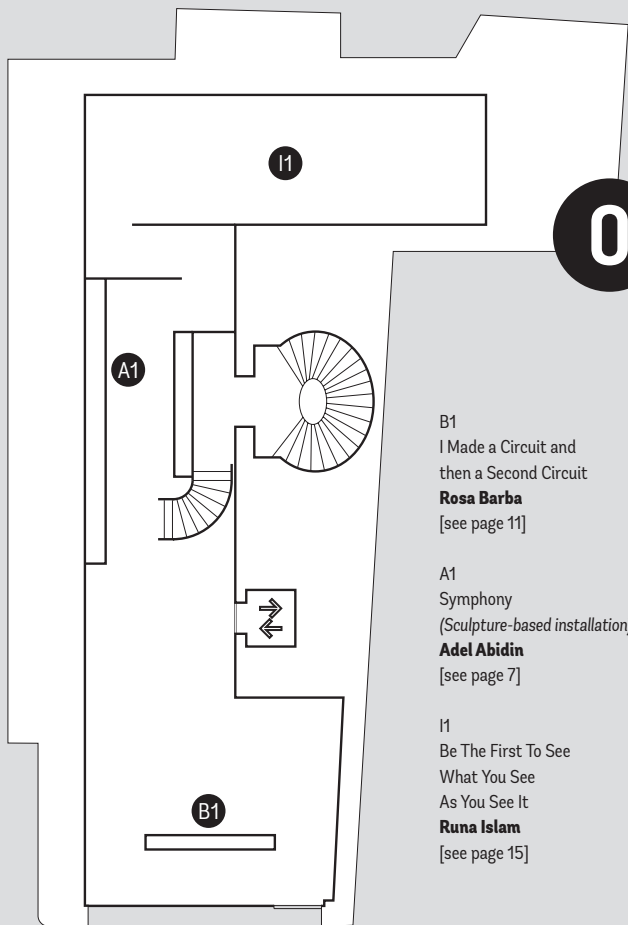 I1
0
A1
B1
B1
I Made a Circuit and
then a Second Circuit
Rosa Barba
[see page 11]
A1
Symphony
(Sculpture-based installation)
Adel Abidin
[see page 7]
I1
Be The First To See
What You See
As You See It
Runa Islam
[see page 15]